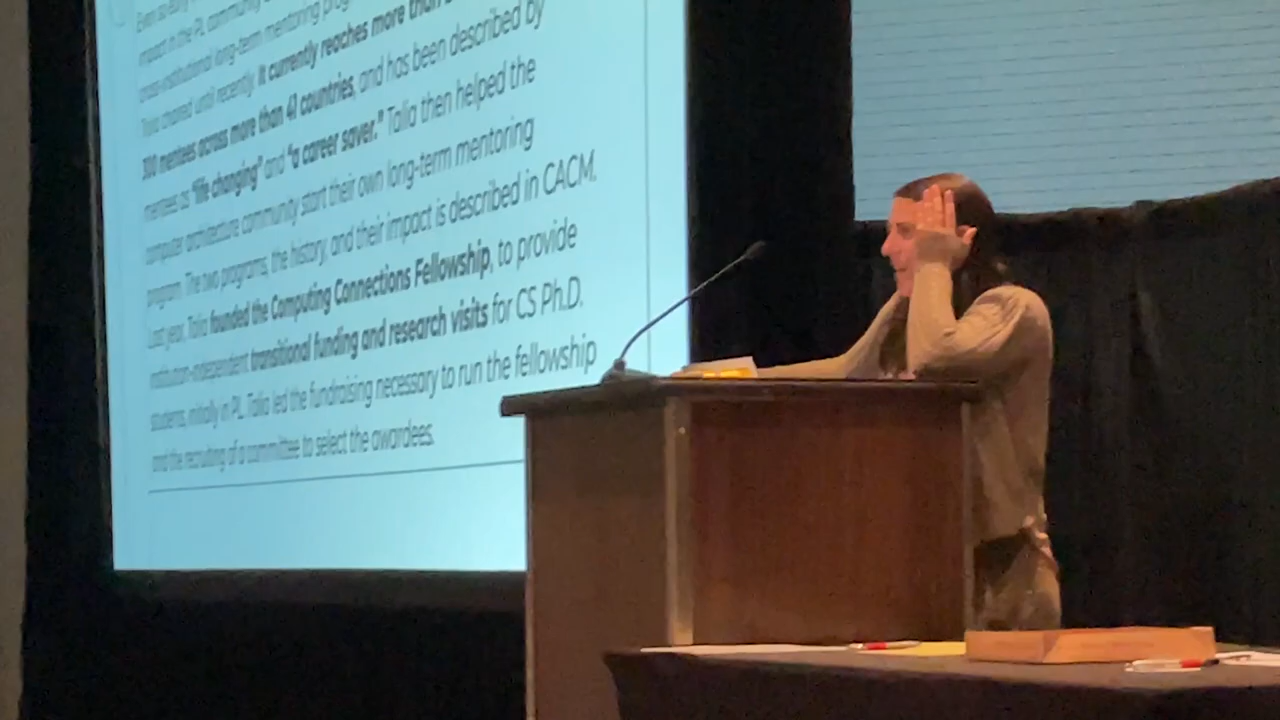 Even so early
impact in the PL community
cross-institutional long-term mentoring
chaired until recently. It currently reaches more than
300 mentees across more than 41 countries, and has been described by
mentees as "life changing" and "a career saver." Talia then helped the
computer architecture community start their own long-term mentoring
program. The two programs, the history, and their impact is described in CACM.
Last year, Talia founded the Computing Connections Fellowship, to provide
institution-independent transitional funding and research visits for CS Ph.D.
students, initially in PL. Talia led the fundraising necessary to run the fellowship
and the recruiting of a committee to select the awardees.